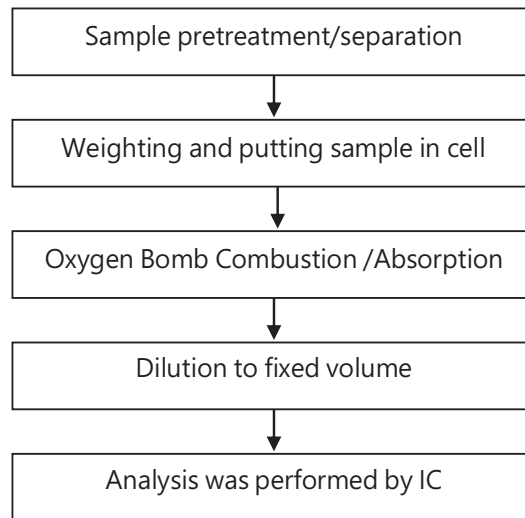 Sample pretreatment/separation
Weighting and putting sample in cell
Oxygen Bomb Combustion /Absorption
Dilution to fixed volume
Analysis was performed by IC